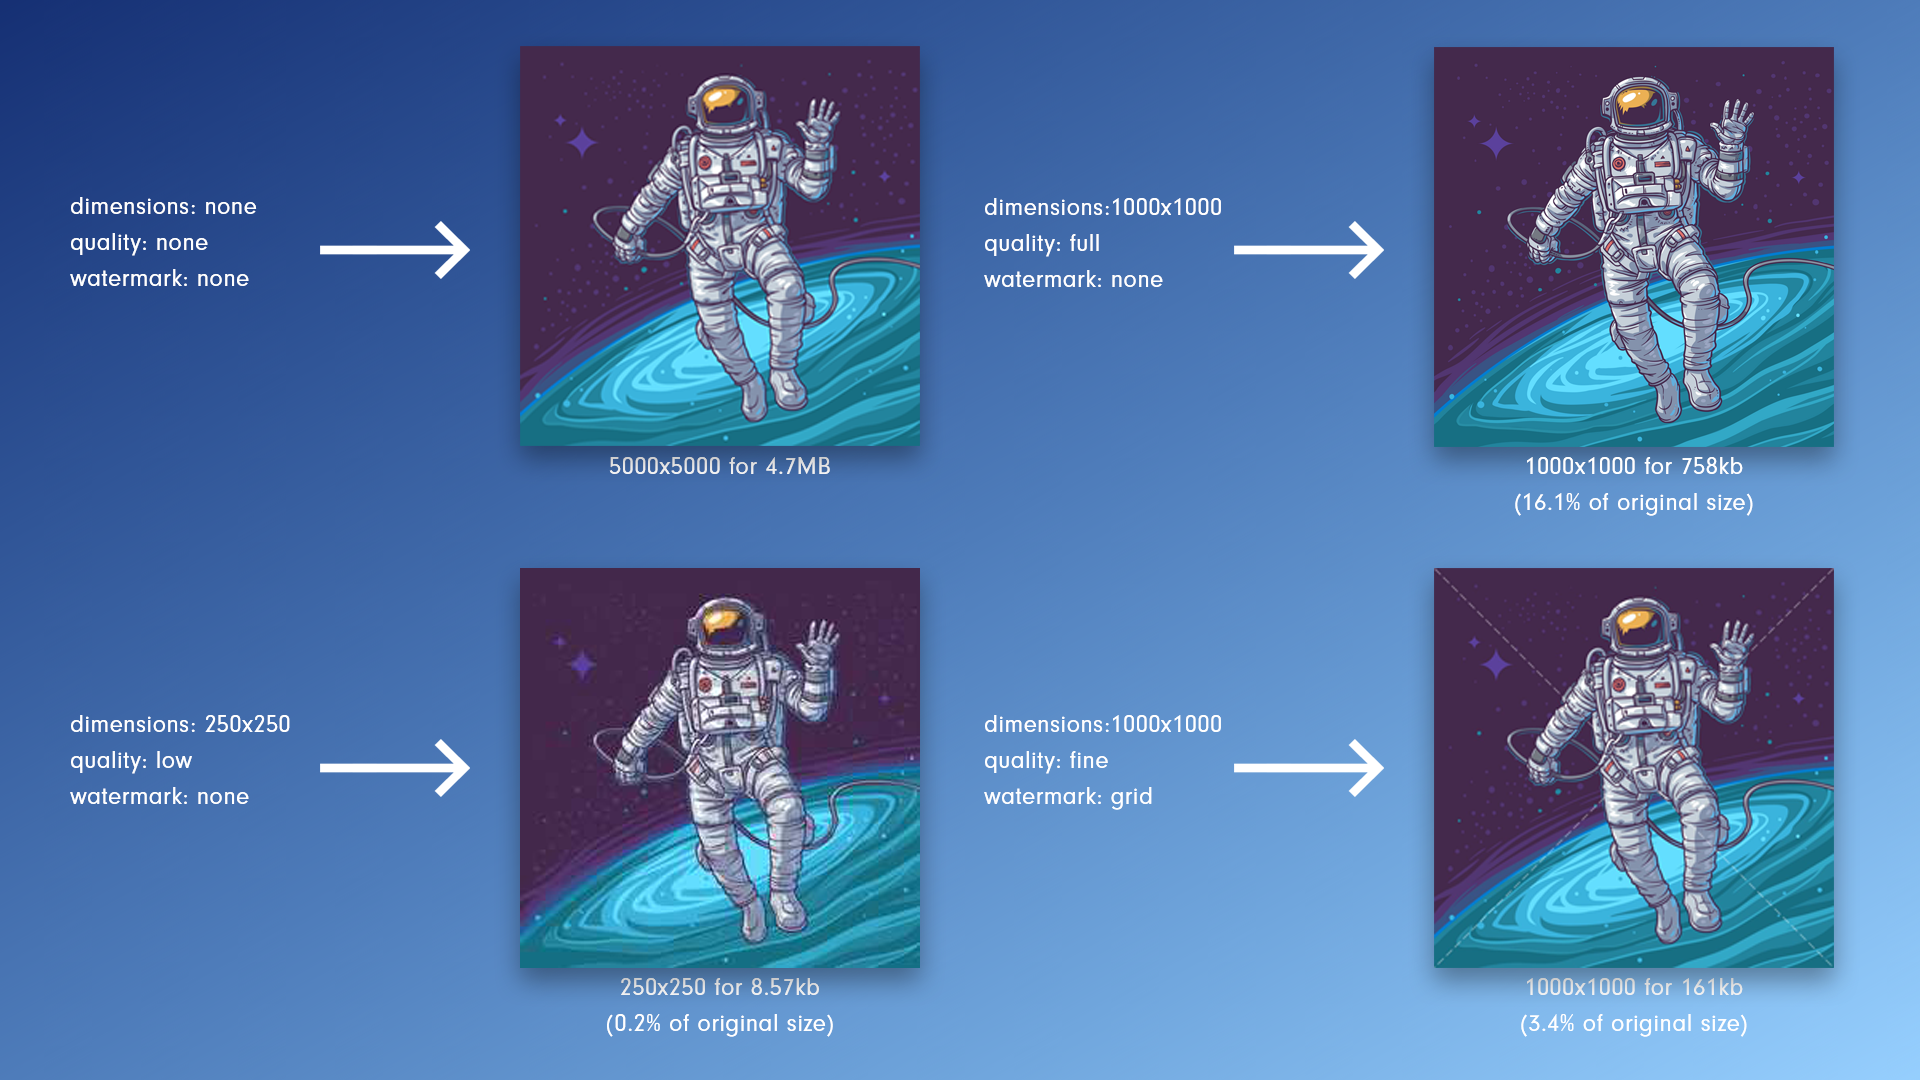 dimensions: none
quality: none
watermark: none
5000x5000 for 4.7MB
dimensions:1000x1000
quality: full
watermark: none
1000x1000 for 758kb
(16.1% of original size)
dimensions: 250x250
quality: low
watermark: none
250x250 for 8.57kb
(0.2% of original size)
dimensions:1000x1000
quality: fine
watermark: grid
1000x1000 for 161kb
(3.4% of original size)